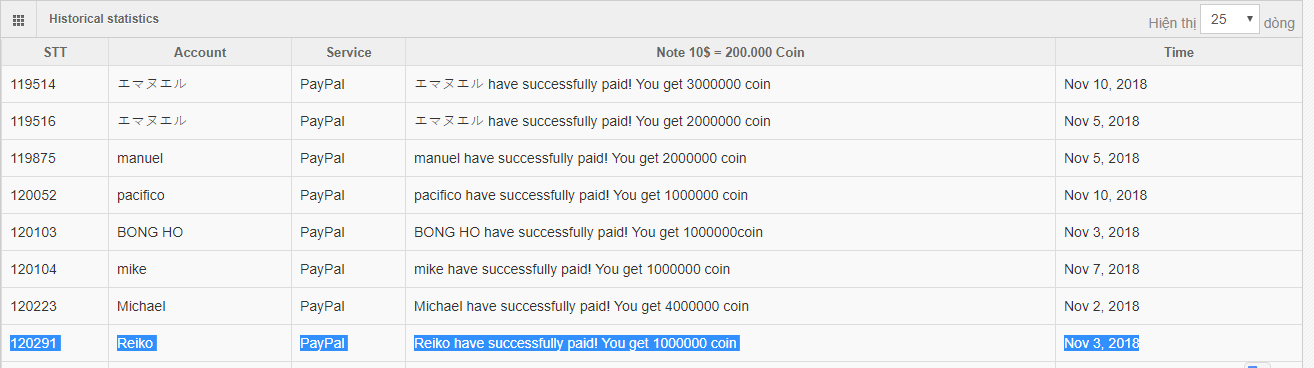 Historical statistics
Hiện thị 25 dòng
STT Account Service Note 10$ = 200.000 Coin Time
119514 エマヌエル PayPal エマヌエル have successfully paid! You get 3000000 coin Nov 10, 2018
119516 エマヌエル PayPal エマヌエル have successfully paid! You get 2000000 coin Nov 5, 2018
119875 manuel PayPal manuel have successfully paid! You get 2000000 coin Nov 5, 2018
120052 pacifico PayPal pacifico have successfully paid! You get 1000000 coin Nov 10, 2018
120103 BONG HO PayPal BONG HO have successfully paid! You get 1000000coin Nov 3, 2018
120104 mike PayPal mike have successfully paid! You get 1000000 coin Nov 7, 2018
120223 Michael PayPal Michael have successfully paid! You get 4000000 coin Nov 2, 2018
120291 Reiko PayPal Reiko have successfully paid! You get 1000000 coin Nov 3, 2018